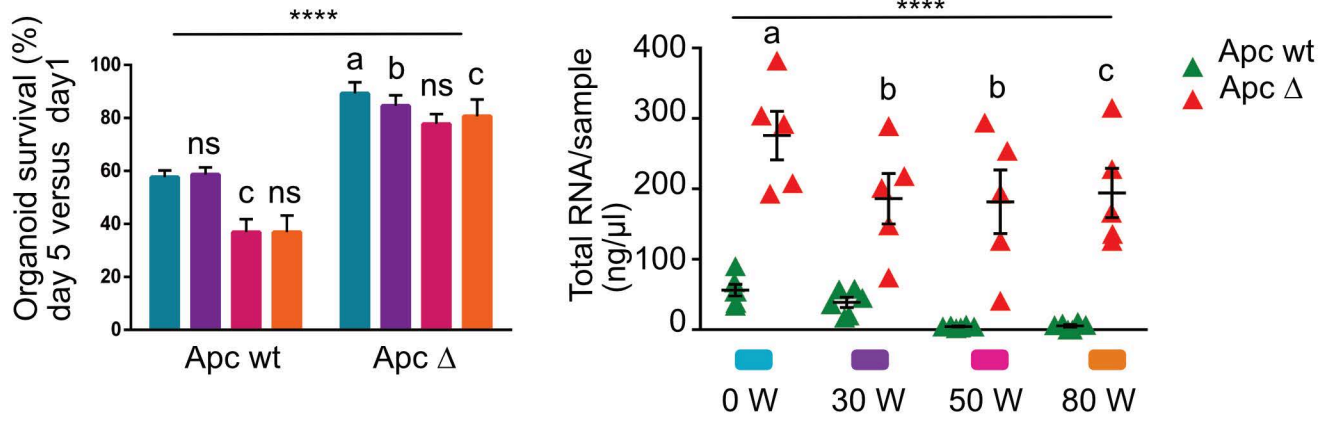 Organoid survival (%)
day 5 versus day1
****
100
80
60
40
20
0
ns
c
ns
a
b
ns
c
Apc wt
Apc Δ
Total RNA/sample
(ng/µl)
****
400
300
200
100
0
a
b
b
c
0 W
30 W
50 W
80 W
Apc wt
Apc Δ